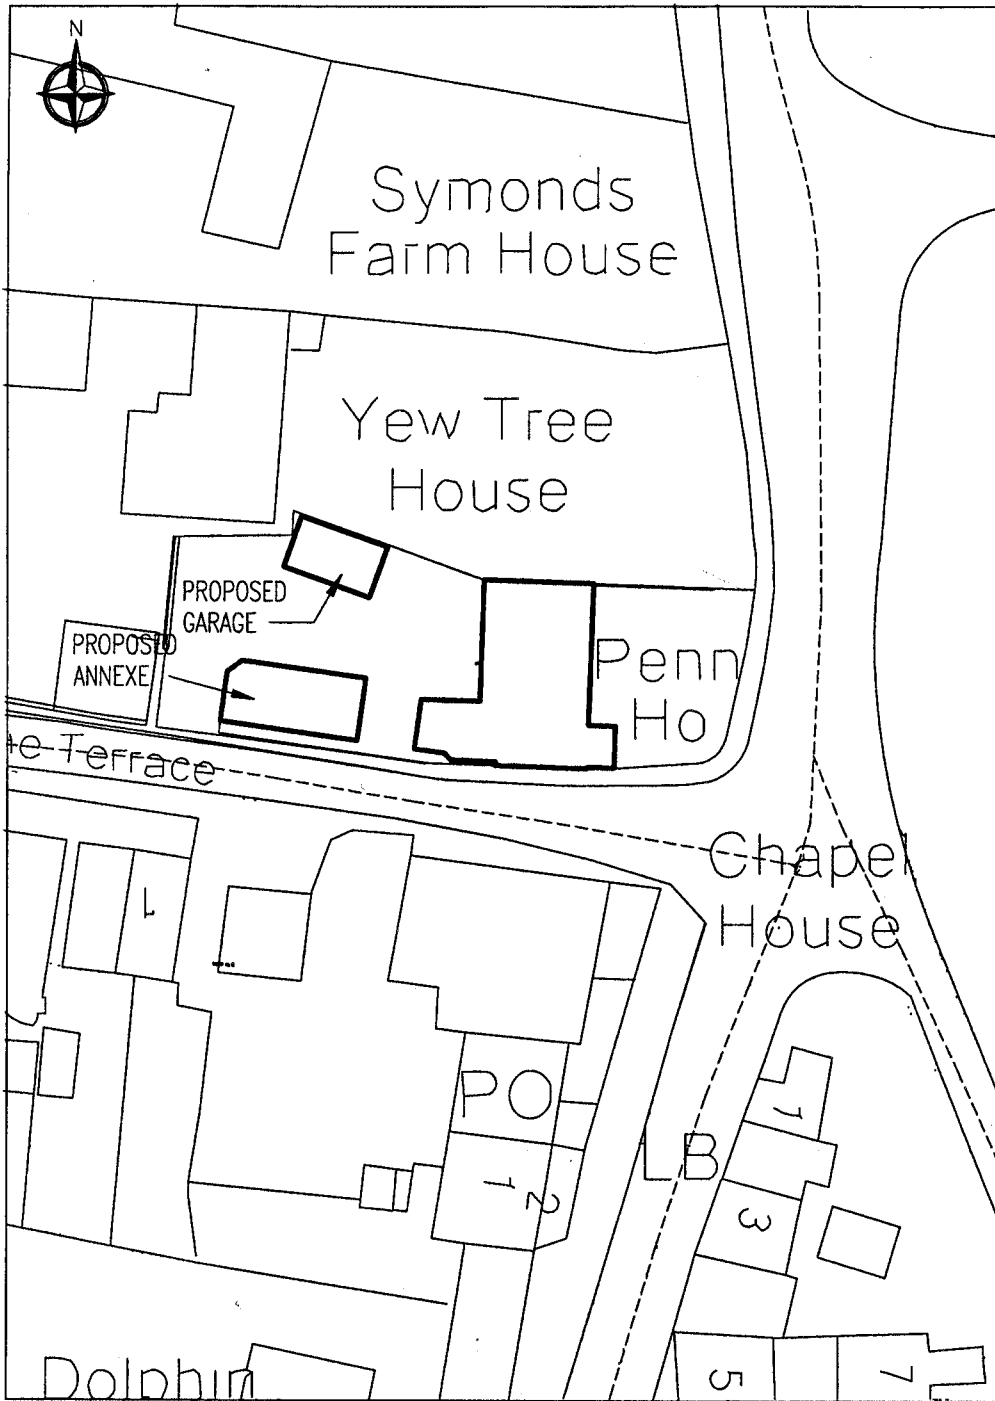 N
Symonds
Farm House
Yew Tree
House
PROPOSED
GARAGE
PROPOSED
ANNEXE
Penn
Ho
Terrace
Chapel
House
1
PO
1
LB
1
2
3
5
7
Dolphin